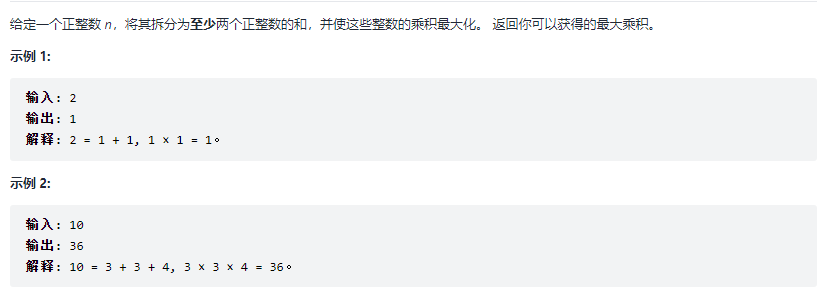 给定一个正整数 n，将其拆分为至少两个正整数的和，并使这些整数的乘积最大化。 返回你可以获得的最大乘积。
示例 1:
输入: 2
输出: 1
解释: 2 = 1 + 1, 1 × 1 = 1。
示例 2:
输入: 10
输出: 36
解释: 10 = 3 + 3 + 4, 3 × 3 × 4 = 36。